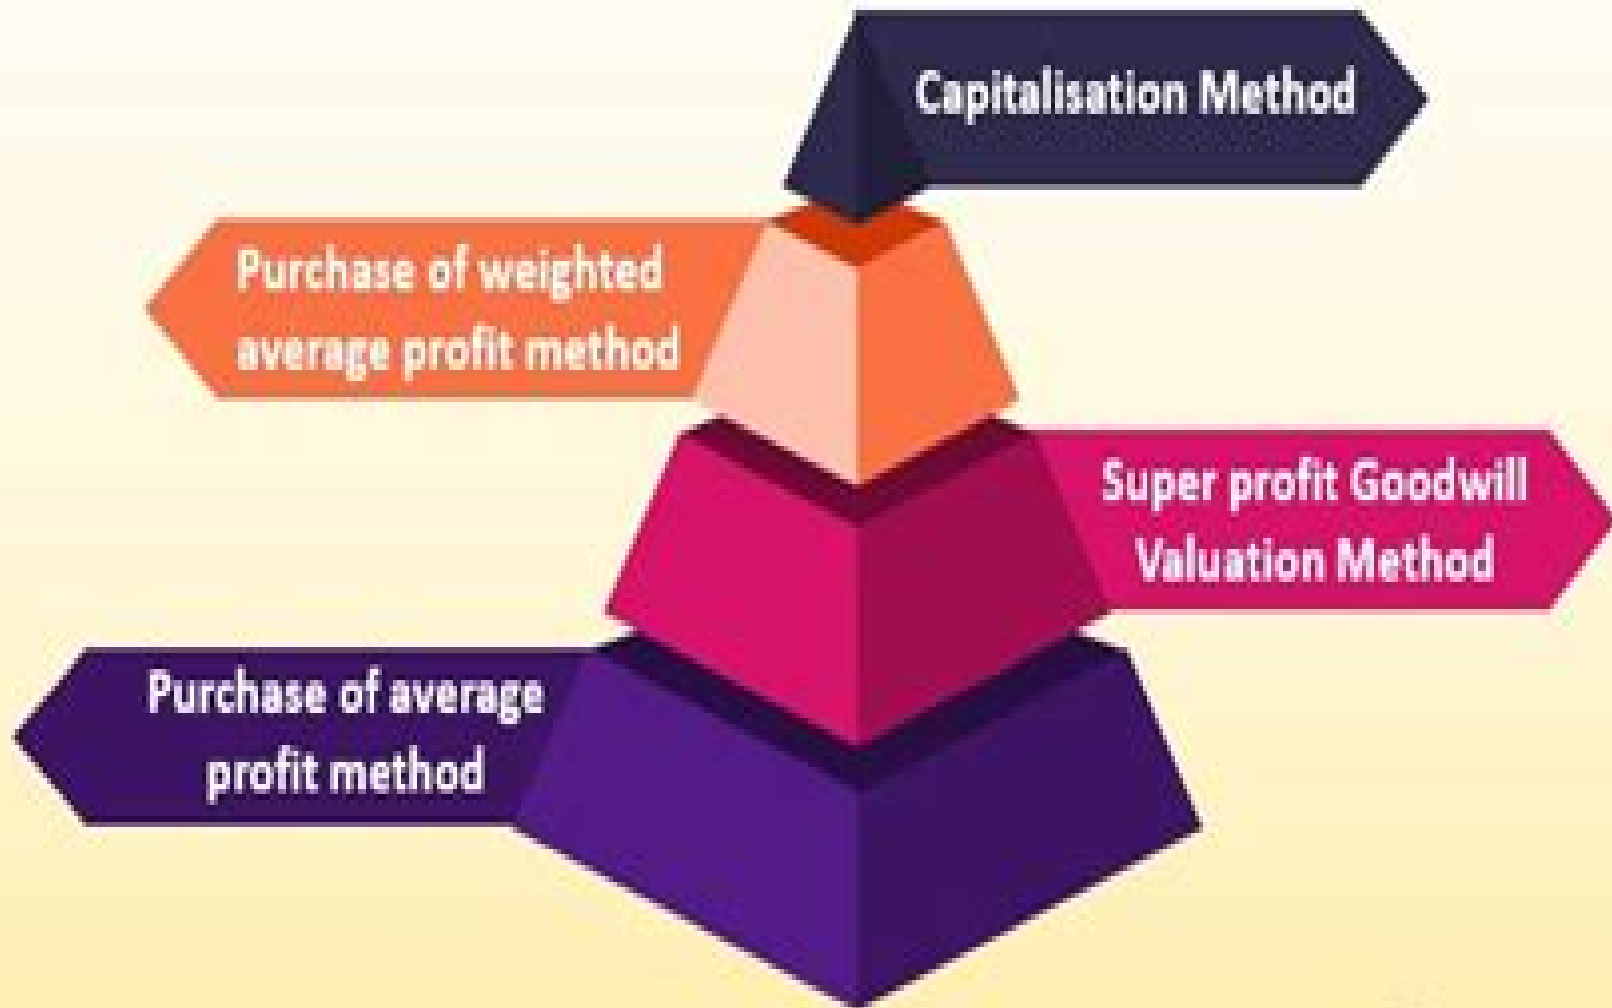 Capitalisation Method
Purchase of weighted
average profit method
Super profit Goodwill
Valuation Method
Purchase of average
profit method